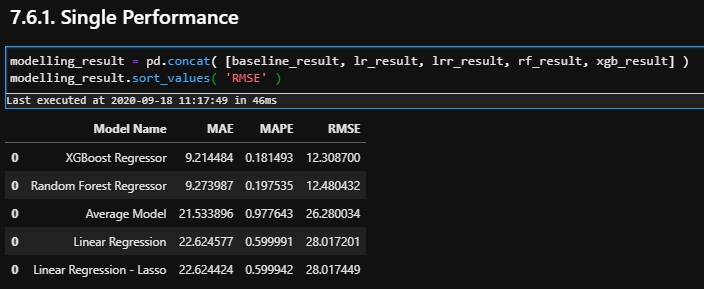 7.6.1. Single Performance
modelling_result = pd.concat( [baseline_result, lr_result, lrr_result, rf_result, xgb_result] )
modelling_result.sort_values( 'RMSE' )
Last executed at 2020-09-18 11:17:49 in 46ms
Model Name MAE MAPE RMSE
0 XGBoost Regressor 9.214484 0.181493 12.308700
0 Random Forest Regressor 9.273987 0.197535 12.480432
0 Average Model 21.533896 0.977643 26.280034
0 Linear Regression 22.624577 0.599991 28.017201
0 Linear Regression - Lasso 22.624424 0.599942 28.017449